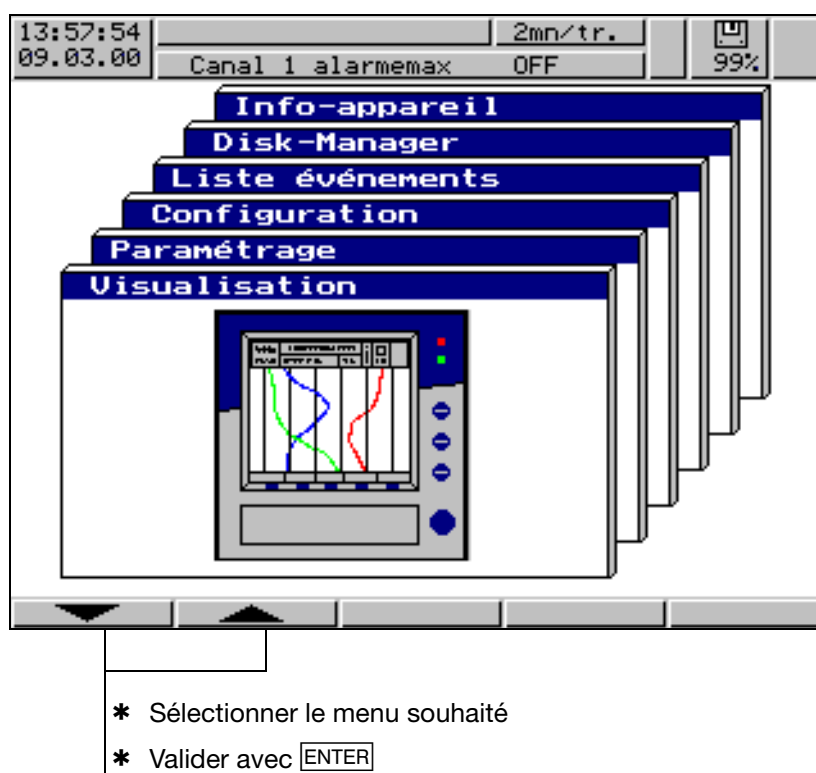 13:57:54 2mn/tr.
09.03.00 Canal 1 alarmemax OFF 99%
Info-appareil
Disk-Manager
Liste événements
Configuration
Paramétrage
Visualisation
✱ Sélectionner le menu souhaité
✱ Valider avec ENTER